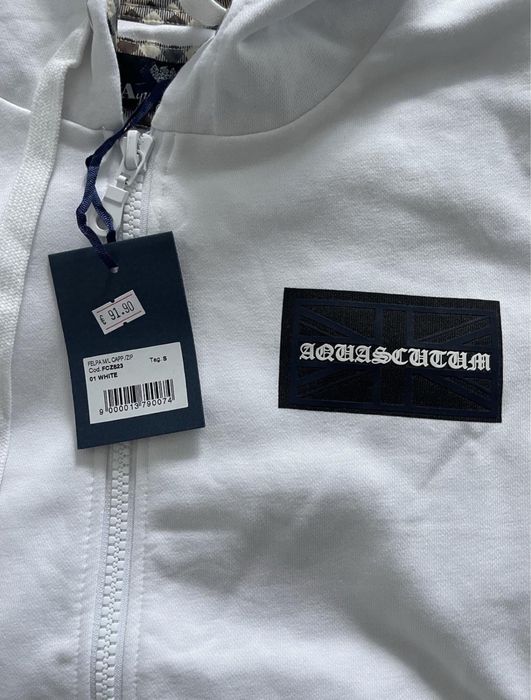 € 91.90
FELPA M/L CAPP /ZIP
Cod. FCZ823 Tag. S
01 WHITE
9 000013 790074
AQUASCUTUM